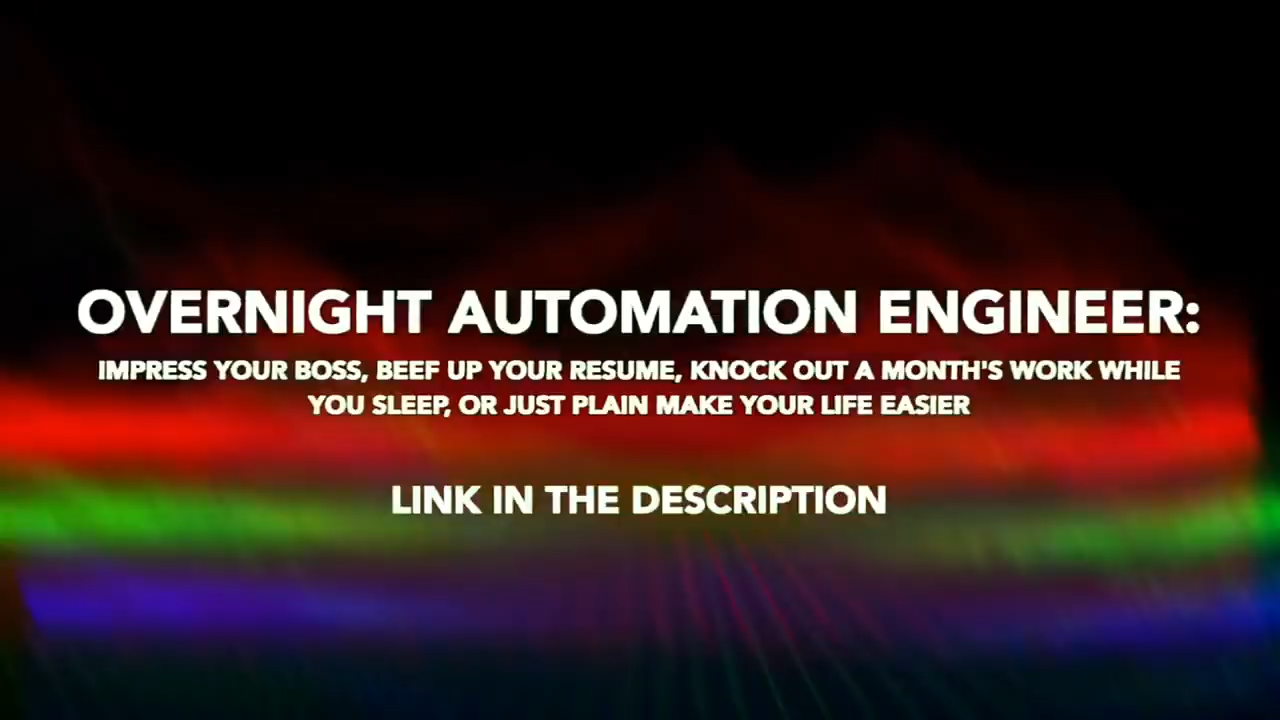 OVERNIGHT AUTOMATION ENGINEER:
IMPRESS YOUR BOSS, BEEF UP YOUR RESUME, KNOCK OUT A MONTH'S WORK WHILE
YOU SLEEP, OR JUST PLAIN MAKE YOUR LIFE EASIER
LINK IN THE DESCRIPTION